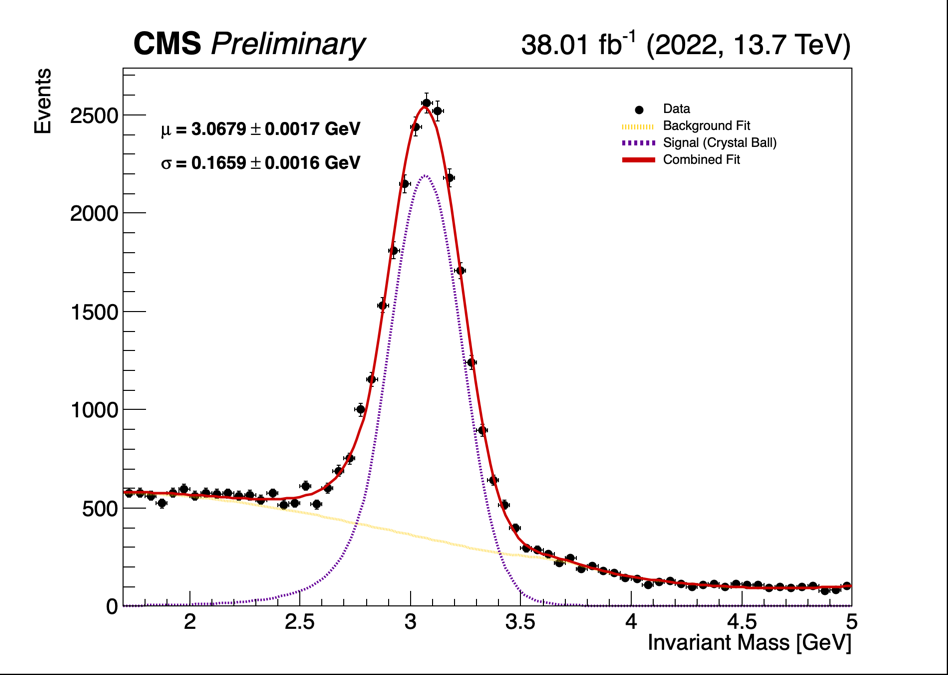 CMS Preliminary 38.01 fb⁻¹ (2022, 13.7 TeV)
Events
μ = 3.0679 ± 0.0017 GeV
σ = 0.1659 ± 0.0016 GeV
Data
Background Fit
Signal (Crystal Ball)
Combined Fit
2500
2000
1500
1000
500
0
2 2.5 3 3.5 4 4.5 5
Invariant Mass [GeV]